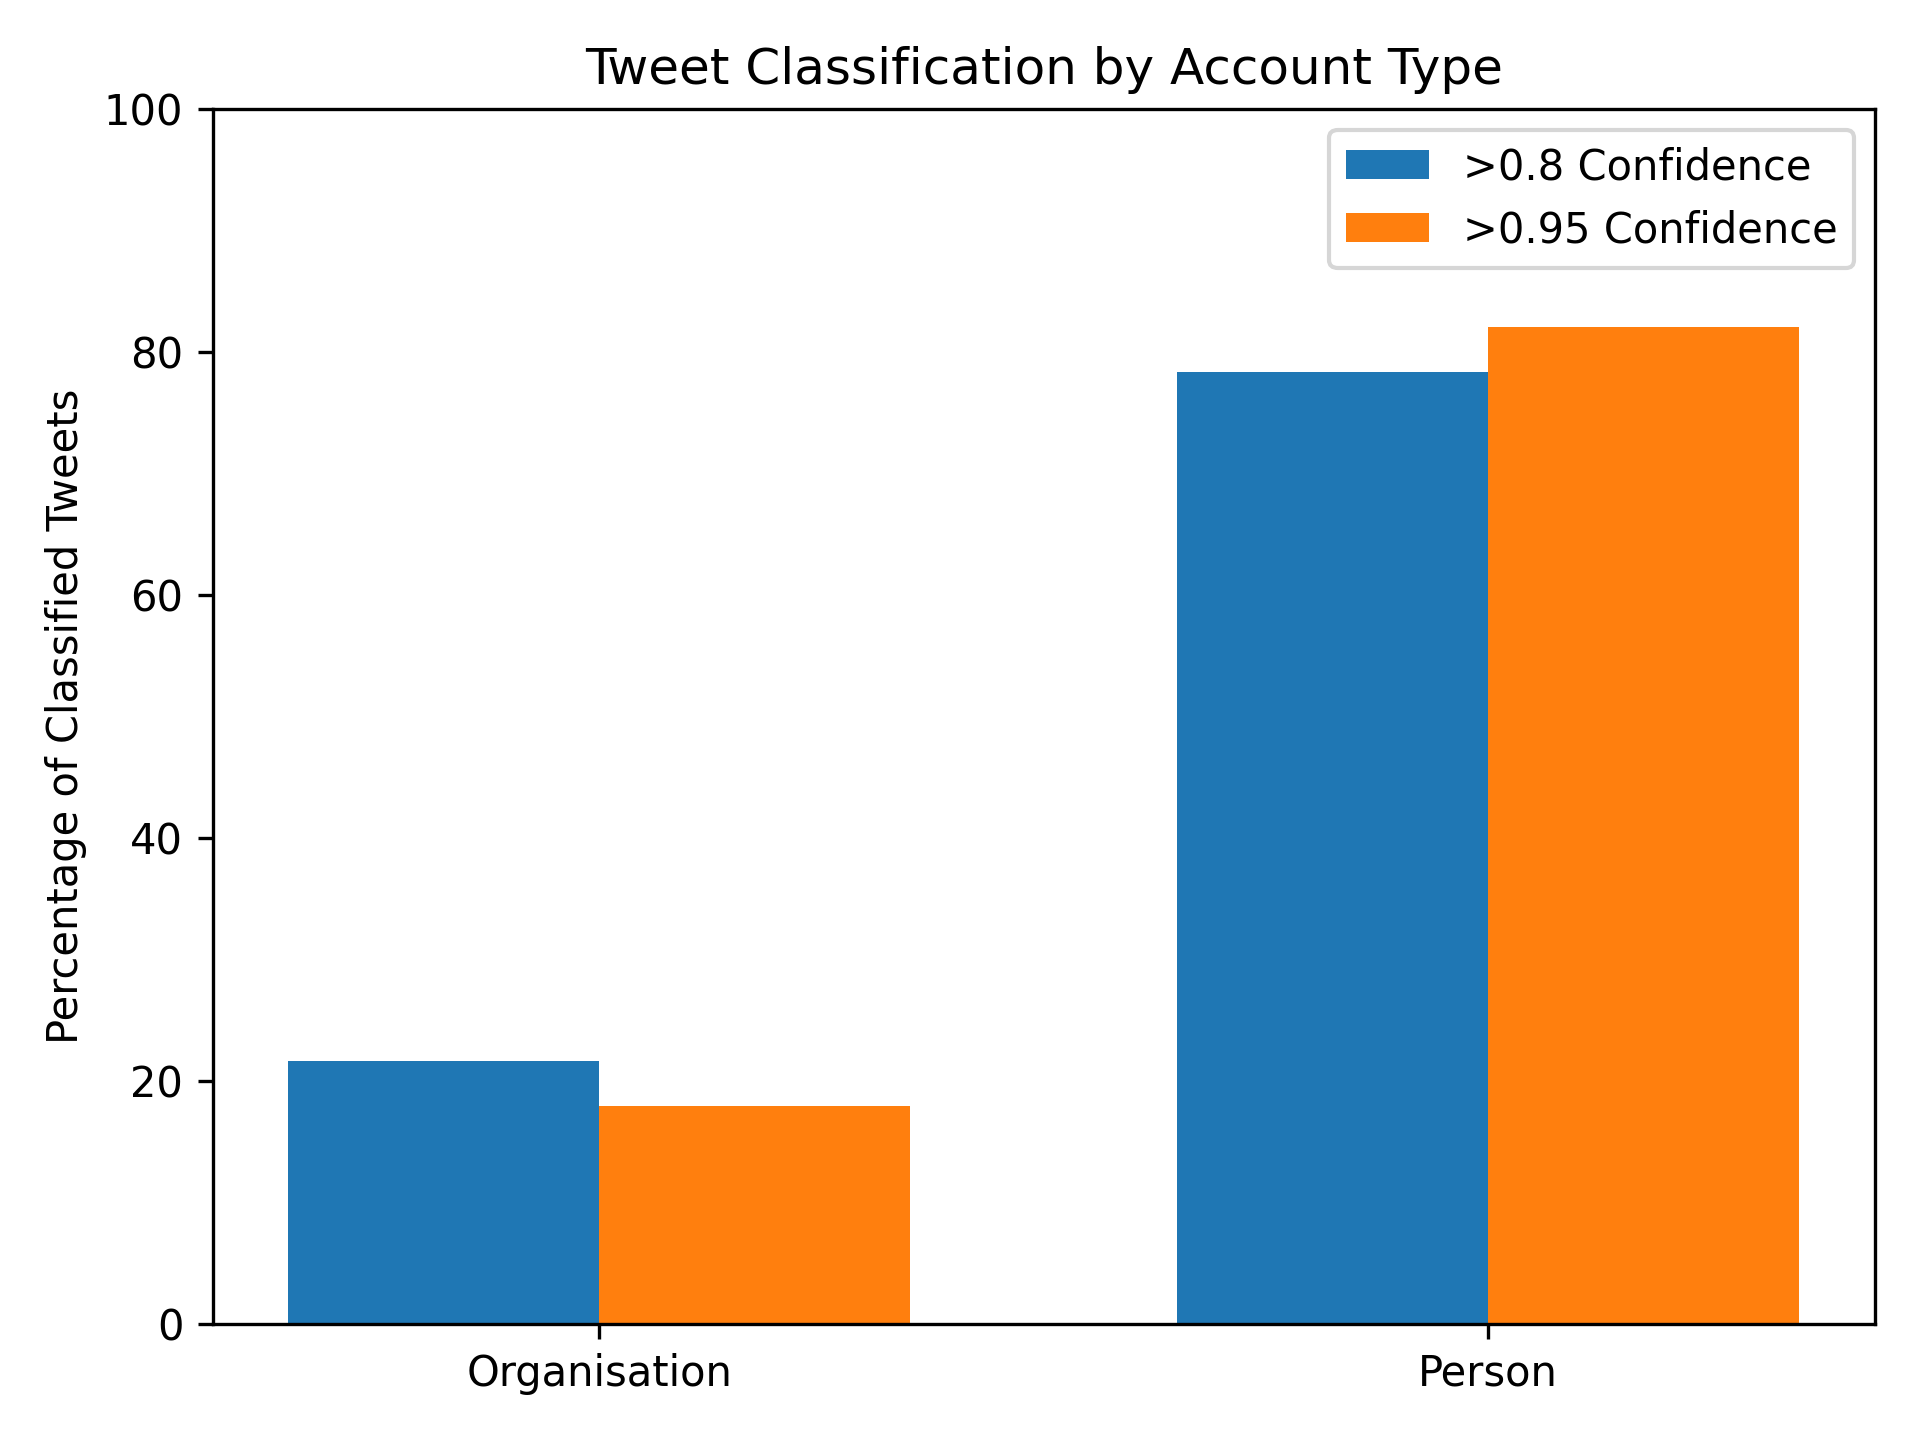 Tweet Classification by Account Type
100
80
60
40
20
0
Percentage of Classified Tweets
>0.8 Confidence
>0.95 Confidence
Organisation
Person